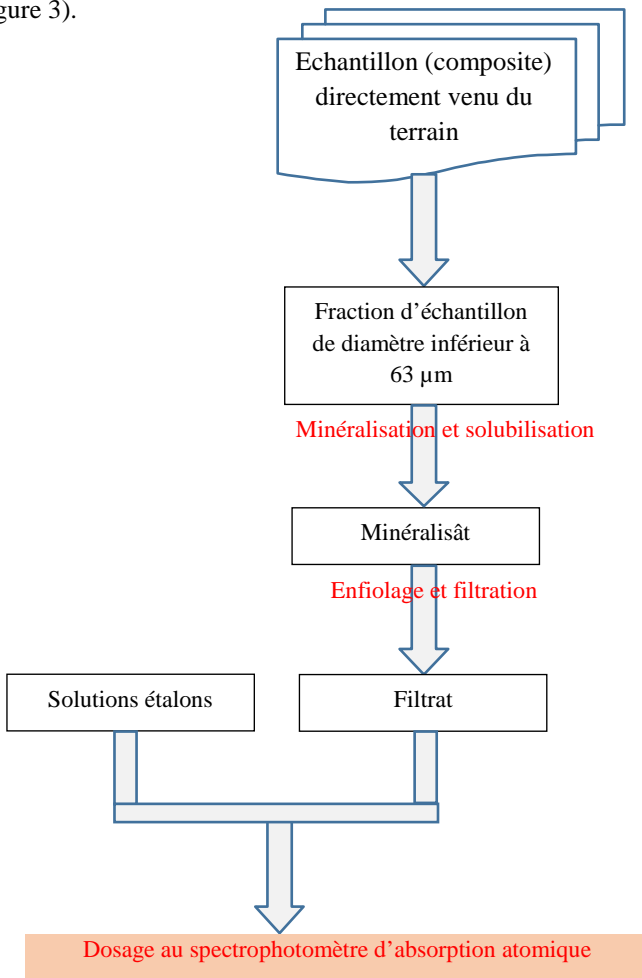 gure 3).
Echantillon (composite)
directement venu du
terrain
Fraction d’échantillon
de diamètre inférieur à
63 µm
Minéralisation et solubilisation
Minéralisât
Enfiolage et filtration
Solutions étalons
Filtrat
Dosage au spectrophotomètre d’absorption atomique